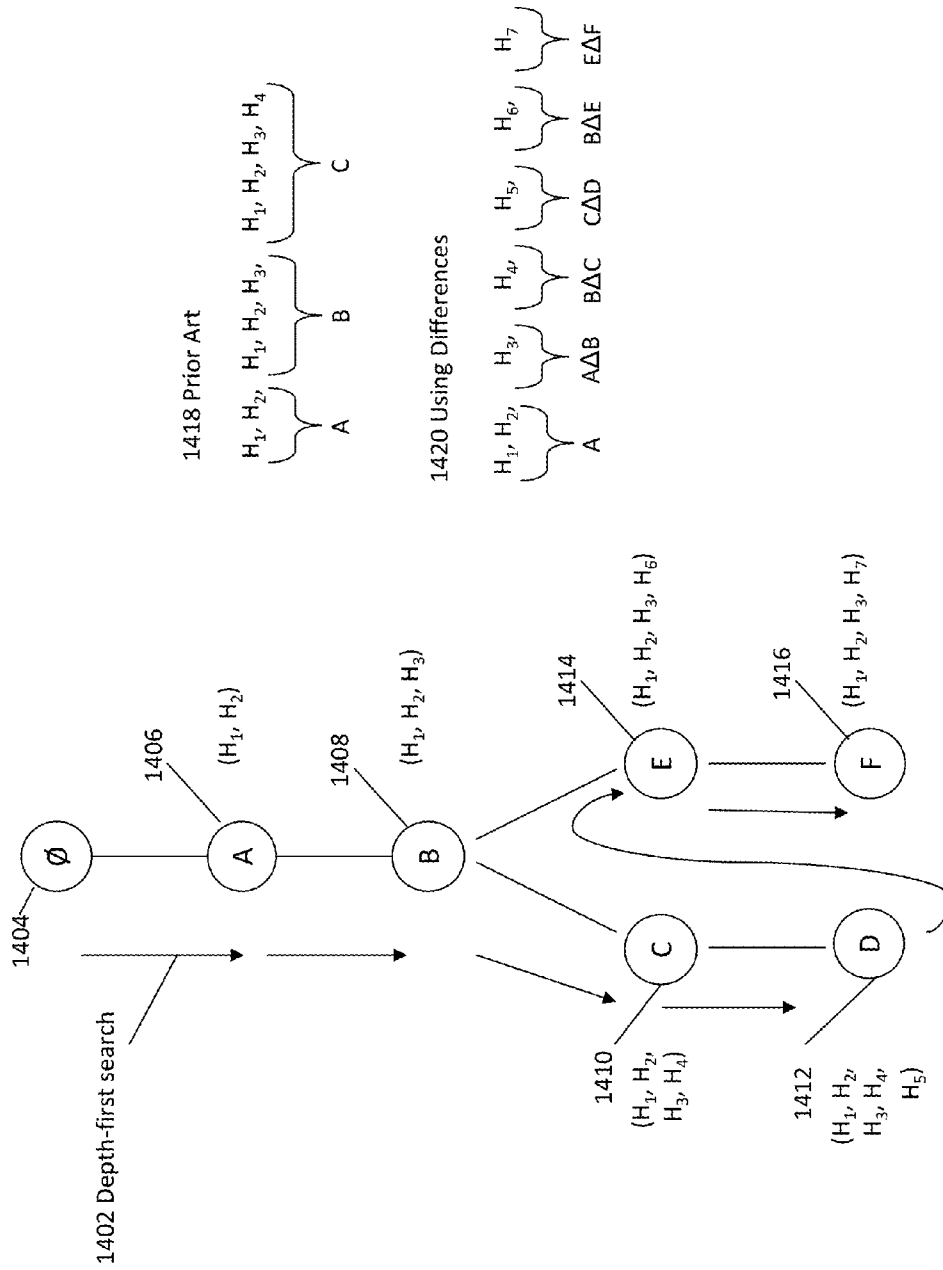 1402 Depth-first search
1404
Ø
1406
A
(H₁, H₂)
1408
B
(H₁, H₂, H₃)
1410
(H₁, H₂,
H₃, H₄)
C
1414
E
(H₁, H₂, H₃, H₆)
1412
(H₁, H₂,
H₃, H₄,
H₅)
D
1416
F
(H₁, H₂, H₃, H₇)
1418 Prior Art
H₁, H₂, H₁, H₂, H₃, H₁, H₂, H₃, H₄
A B C
1420 Using Differences
H₁, H₂, H₃, H₄, H₅, H₆, H₇
A AΔB BΔC CΔD BΔE EΔF